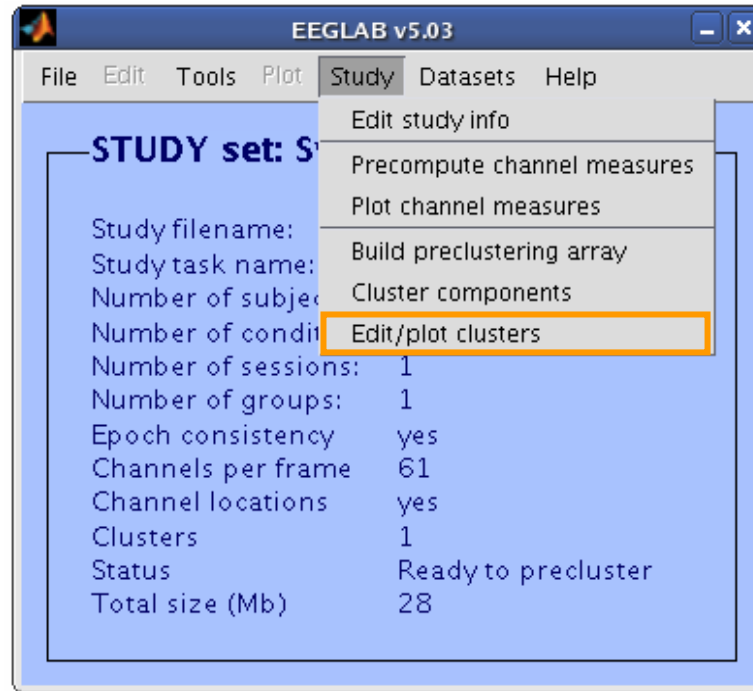 EEGLAB v5.03
File Edit Tools Plot Study Datasets Help
Edit study info
Precompute channel measures
Plot channel measures
Build preclustering array
Cluster components
Edit/plot clusters
STUDY set: S
Study filename:
Study task name:
Number of subje
Number of condit
Number of sessions: 1
Number of groups: 1
Epoch consistency yes
Channels per frame 61
Channel locations yes
Clusters 1
Status Ready to precluster
Total size (Mb) 28